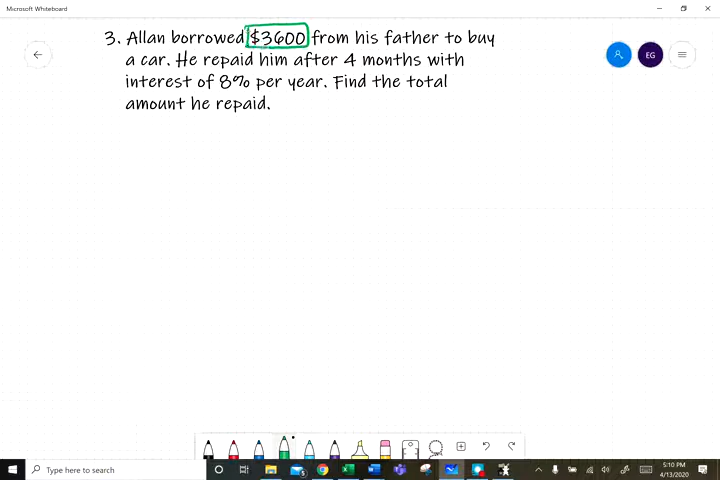 Microsoft Whiteboard
3. Allan borrowed $3600 from his father to buy
a car. He repaid him after 4 months with
interest of 8% per year. Find the total
amount he repaid.
EG
Type here to search
5:10 PM
4/13/2020